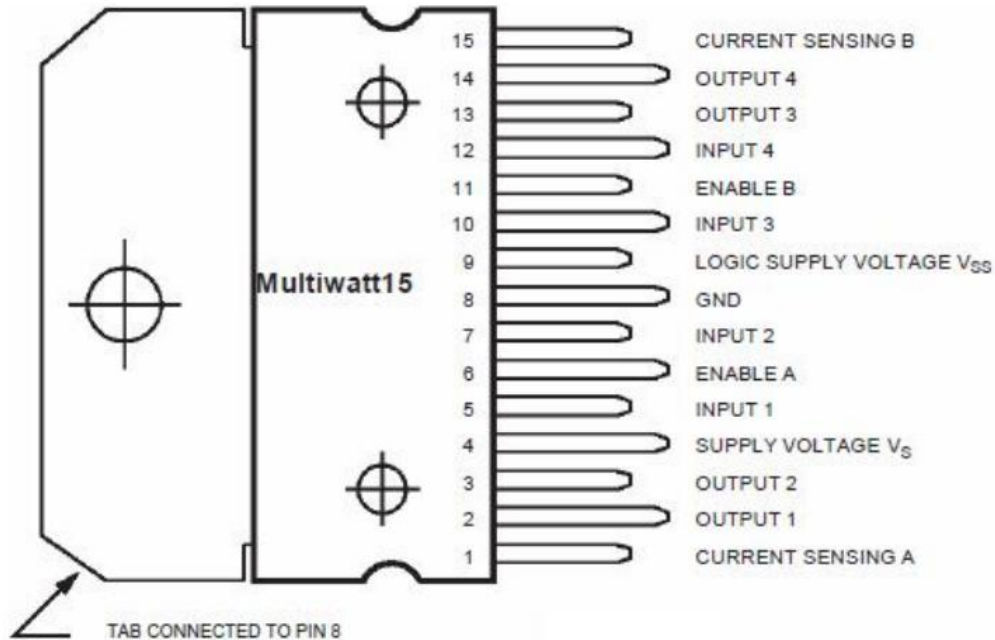 15 CURRENT SENSING B
14 OUTPUT 4
13 OUTPUT 3
12 INPUT 4
11 ENABLE B
10 INPUT 3
9 LOGIC SUPPLY VOLTAGE VSS
Multiwatt15
8 GND
7 INPUT 2
6 ENABLE A
5 INPUT 1
4 SUPPLY VOLTAGE VS
3 OUTPUT 2
2 OUTPUT 1
1 CURRENT SENSING A
TAB CONNECTED TO PIN 8